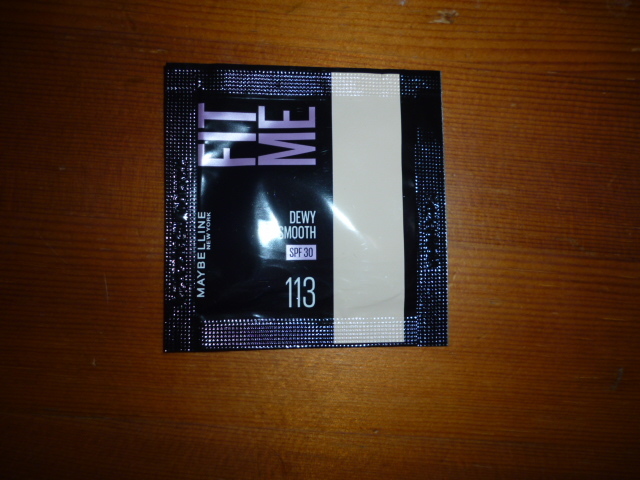 FIT
ME
MAYBELLINE
NEW YORK
DEWY
SMOOTH
SPF 30
113